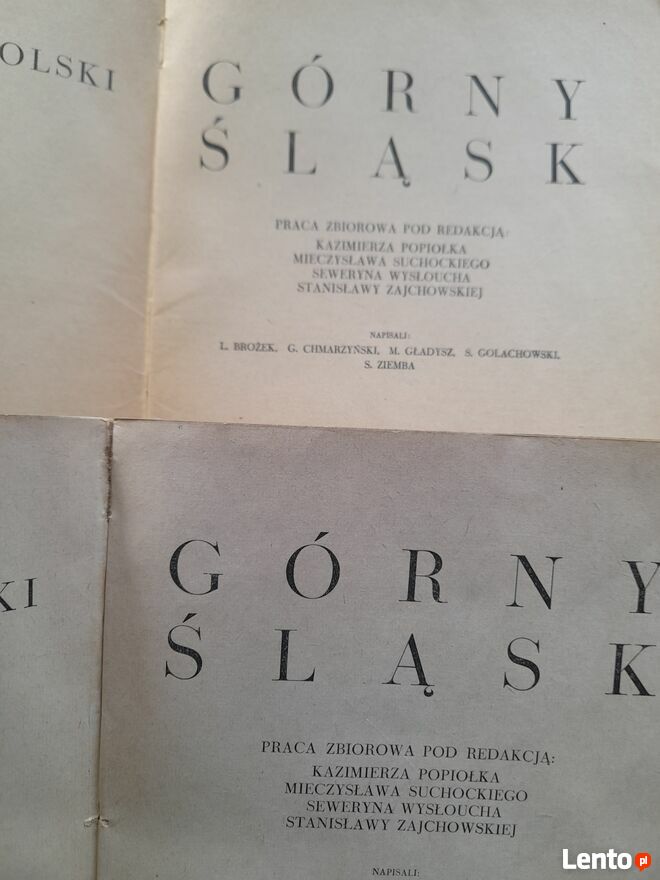 OLSKI
GÓRNY
ŚLĄSK
PRACA ZBIOROWA POD REDAKCJĄ:
KAZIMIERZA POPIOŁKA
MIECZYSŁAWA SUCHOCKIEGO
SEWERYNA WYSŁOUCHA
STANISŁAWY ZAJCHOWSKIEJ
NAPISALI:
L. BROŻEK, G. CHMARZYŃSKI, M. GŁADYSZ, S. GOLACHOWSKI,
S. ZIEMBA
KI
GÓRNY
ŚLĄSK
PRACA ZBIOROWA POD REDAKCJĄ:
KAZIMIERZA POPIOŁKA
MIECZYSŁAWA SUCHOCKIEGO
SEWERYNA WYSŁOUCHA
STANISŁAWY ZAJCHOWSKIEJ
NAPISALI:
Lento.pl